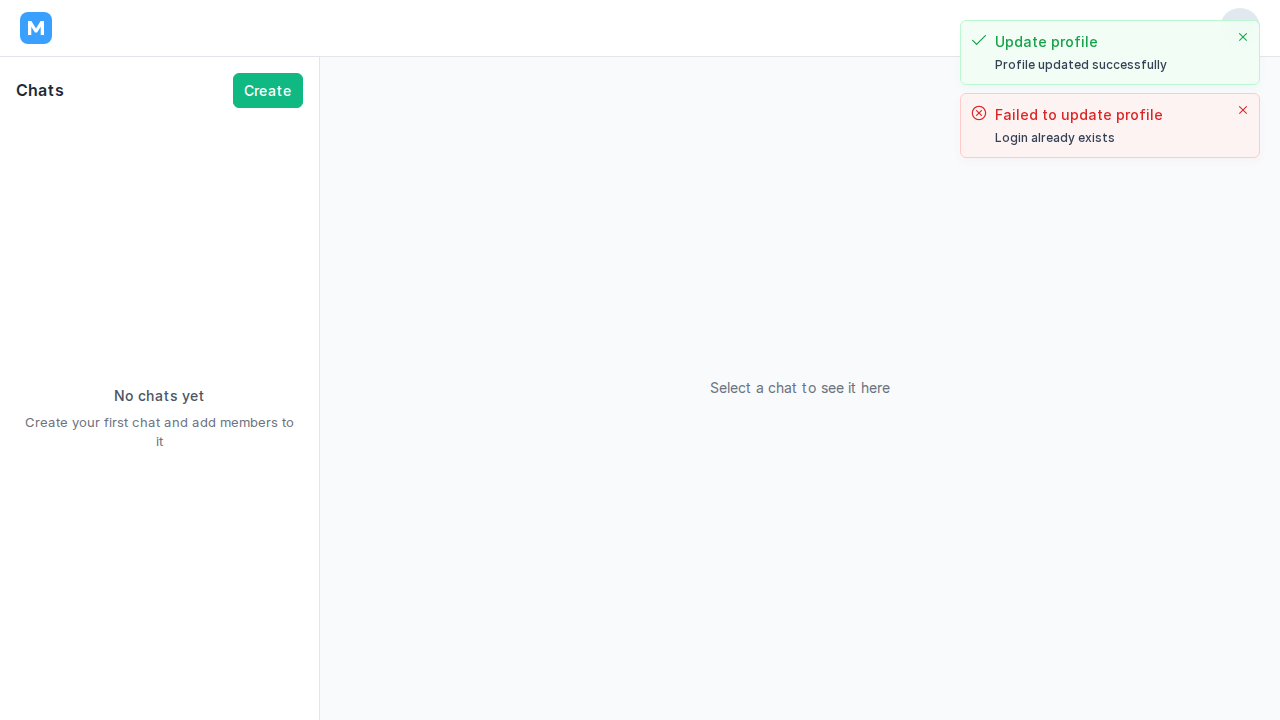 M
Update profile
Profile updated successfully
Failed to update profile
Login already exists
Chats
Create
No chats yet
Create your first chat and add members to
it
Select a chat to see it here